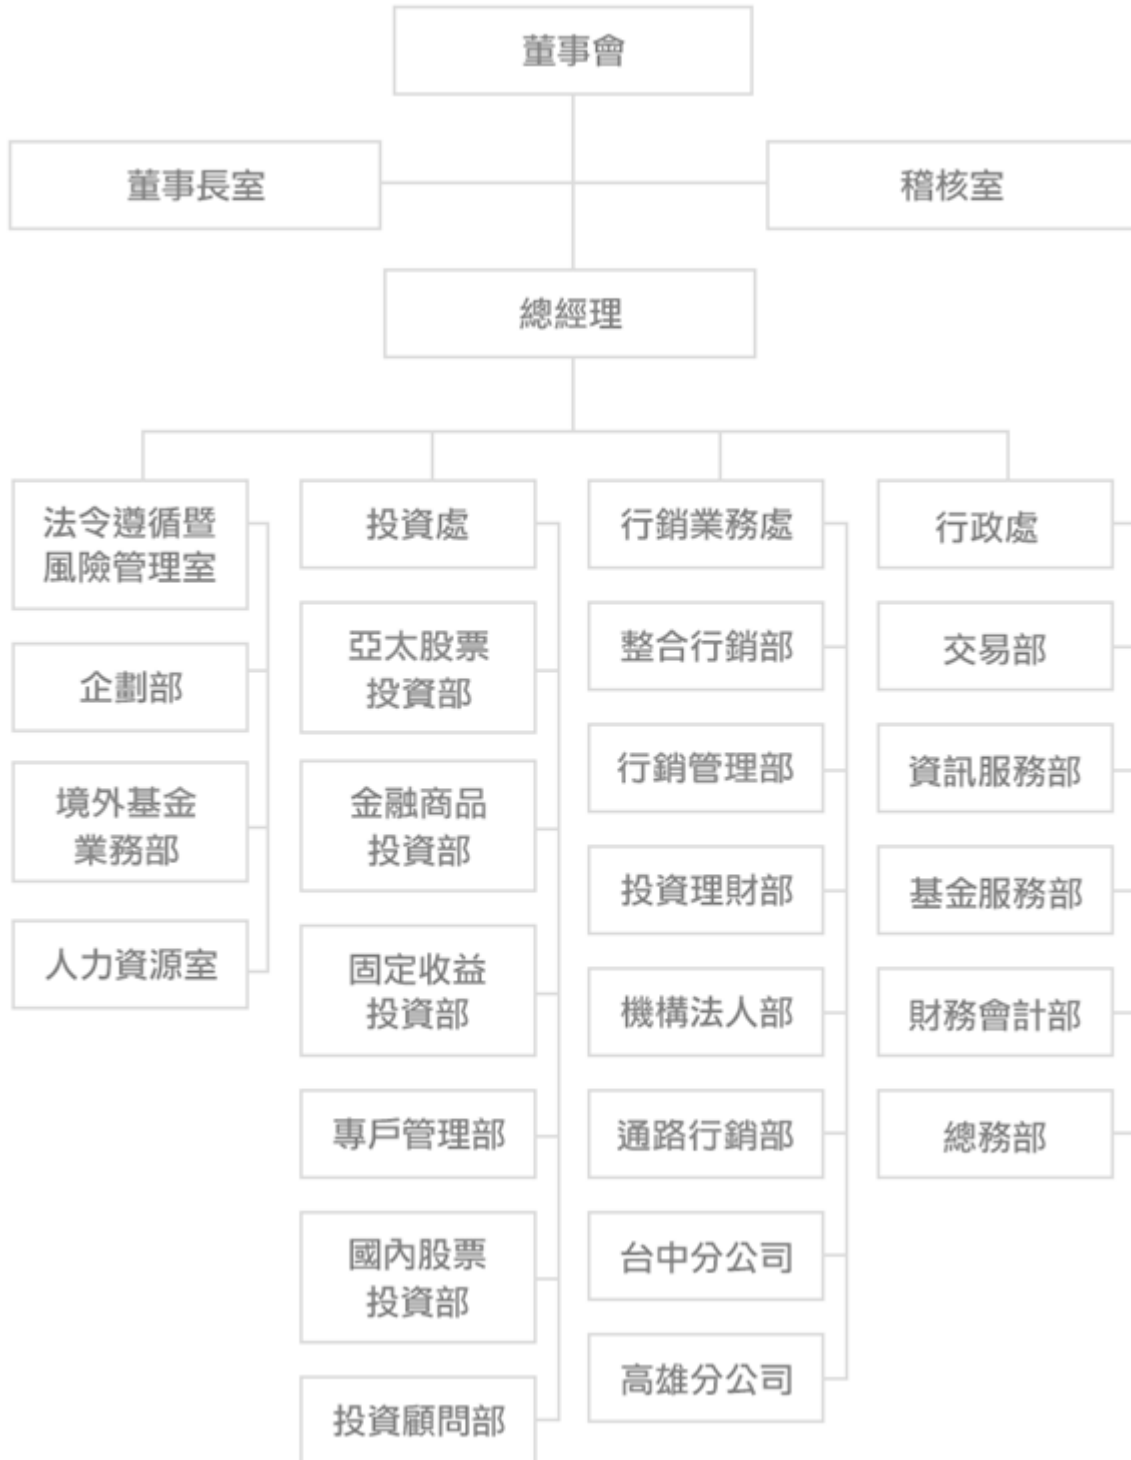 董事會
董事長室
稽核室
總經理
法令遵循暨
風險管理室
企劃部
境外基金
業務部
人力資源室
投資處
亞太股票
投資部
金融商品
投資部
固定收益
投資部
專戶管理部
國內股票
投資部
投資顧問部
行銷業務處
整合行銷部
行銷管理部
投資理財部
機構法人部
通路行銷部
台中分公司
高雄分公司
行政處
交易部
資訊服務部
基金服務部
財務會計部
總務部